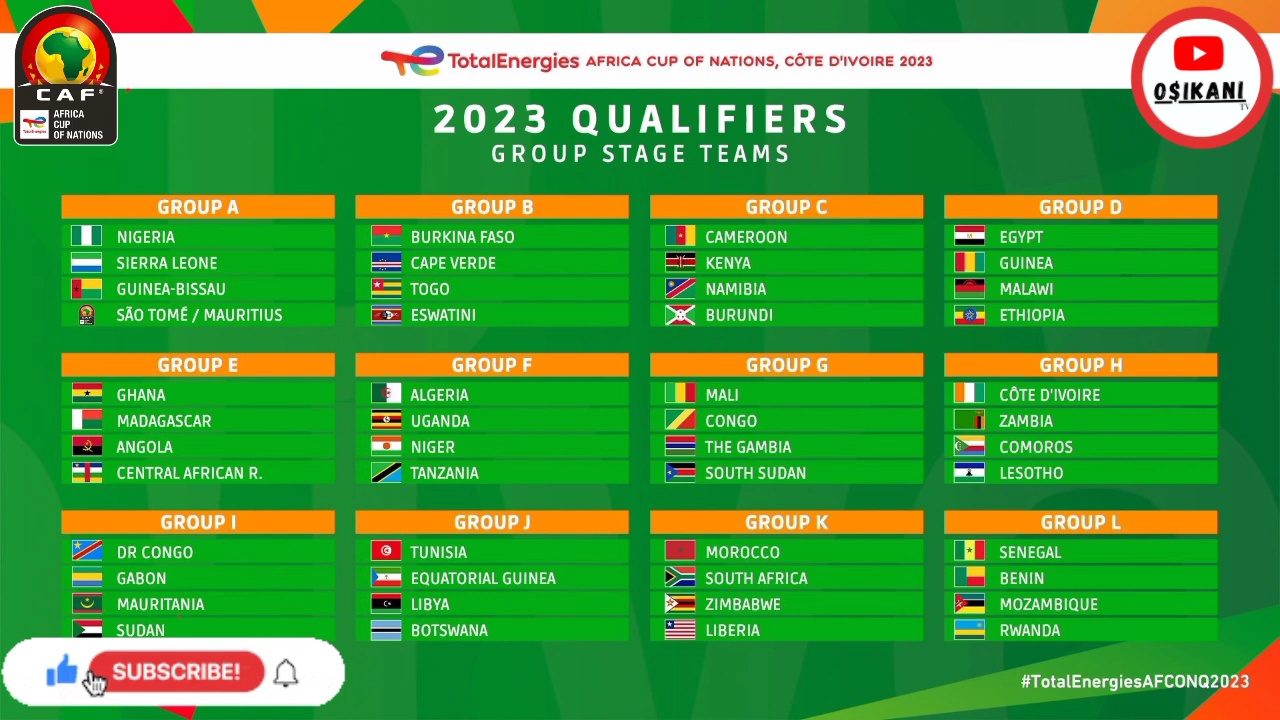 CAF
TotalEnergies
AFRICA
CUP
OF NATIONS
TotalEnergies AFRICA CUP OF NATIONS, CÔTE D'IVOIRE 2023
O$IKANI
TV
2023 QUALIFIERS
GROUP STAGE TEAMS
GROUP A
NIGERIA
SIERRA LEONE
GUINEA-BISSAU
SÃO TOMÉ / MAURITIUS
GROUP B
BURKINA FASO
CAPE VERDE
TOGO
ESWATINI
GROUP C
CAMEROON
KENYA
NAMIBIA
BURUNDI
GROUP D
EGYPT
GUINEA
MALAWI
ETHIOPIA
GROUP E
GHANA
MADAGASCAR
ANGOLA
CENTRAL AFRICAN R.
GROUP F
ALGERIA
UGANDA
NIGER
TANZANIA
GROUP G
MALI
CONGO
THE GAMBIA
SOUTH SUDAN
GROUP H
CÔTE D'IVOIRE
ZAMBIA
COMOROS
LESOTHO
GROUP I
DR CONGO
GABON
MAURITANIA
SUDAN
GROUP J
TUNISIA
EQUATORIAL GUINEA
LIBYA
BOTSWANA
GROUP K
MOROCCO
SOUTH AFRICA
ZIMBABWE
LIBERIA
GROUP L
SENEGAL
BENIN
MOZAMBIQUE
RWANDA
SUBSCRIBE!
#TotalEnergiesAFCONQ2023